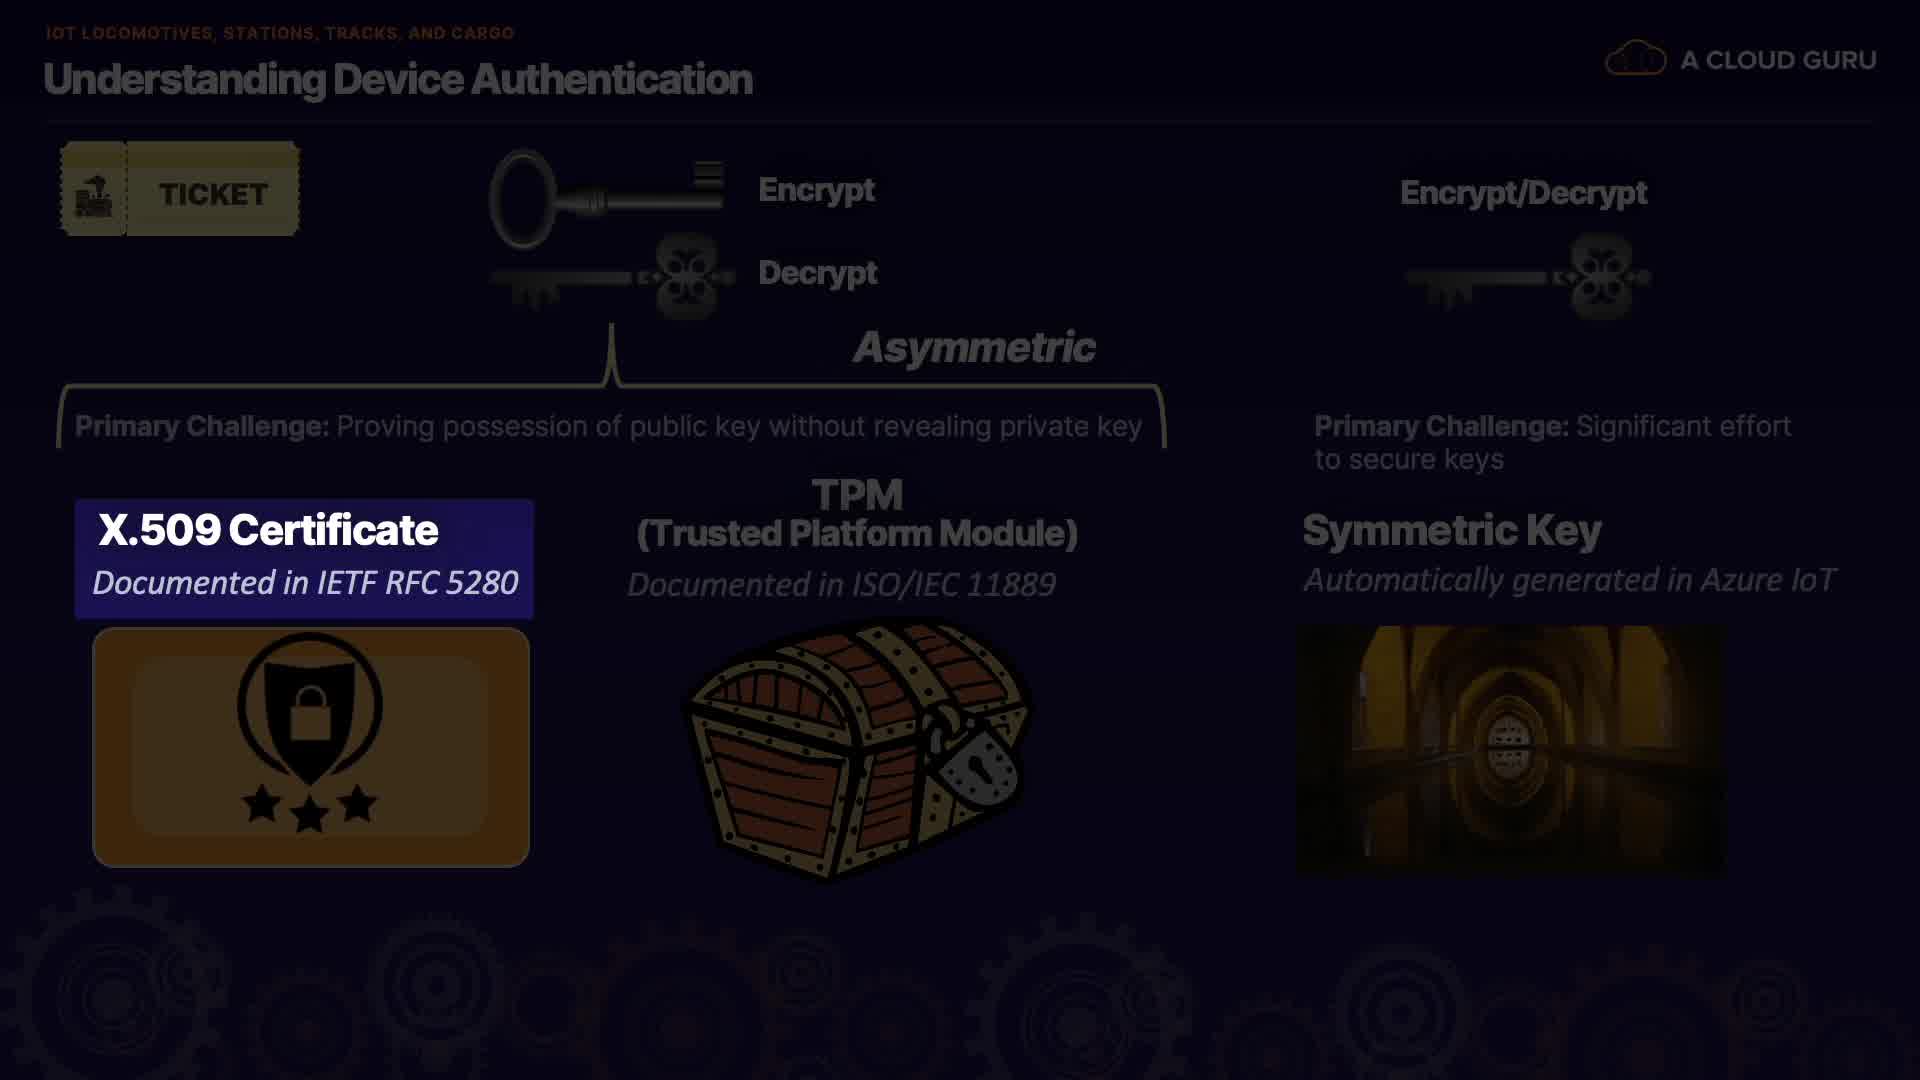 IOT LOCOMOTIVES, STATIONS, TRACKS, AND CARGO
Understanding Device Authentication
A CLOUD GURU
TICKET
Encrypt
Decrypt
Encrypt/Decrypt
Asymmetric
Primary Challenge: Proving possession of public key without revealing private key
Primary Challenge: Significant effort
to secure keys
X.509 Certificate
Documented in IETF RFC 5280
TPM
(Trusted Platform Module)
Documented in ISO/IEC 11889
Symmetric Key
Automatically generated in Azure IoT